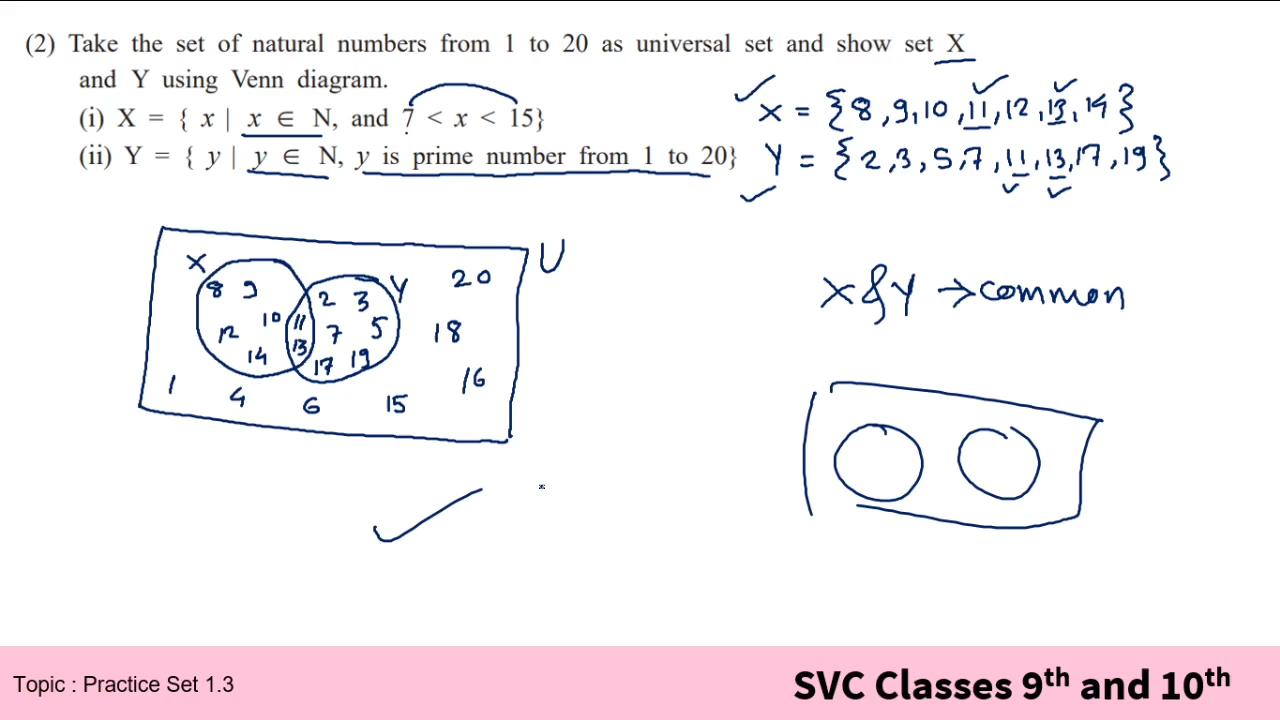 (2) Take the set of natural numbers from 1 to 20 as universal set and show set X
and Y using Venn diagram.
(i) X = { x | x ∈ N, and 7 < x < 15}
(ii) Y = { y | y ∈ N, y is prime number from 1 to 20}
X = {8, 9, 10, 11, 12, 13, 14}
Y = {2, 3, 5, 7, 11, 13, 17, 19}
U
X
Y
20
8 9
2 3
10 11
12
7 5
18
13
14
17 19
1
4
6
15
16
X & Y → common
Topic : Practice Set 1.3
SVC Classes 9th and 10th